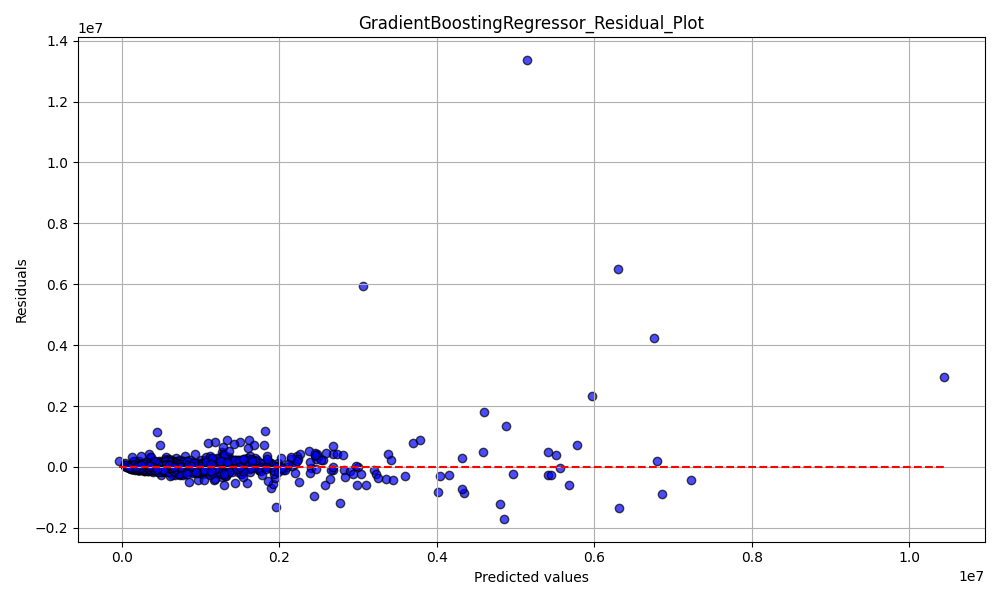 GradientBoostingRegressor_Residual_Plot
1e7
1.4
1.2
1.0
0.8
0.6
0.4
0.2
0.0
−0.2
Residuals
0.0 0.2 0.4 0.6 0.8 1.0
1e7
Predicted values